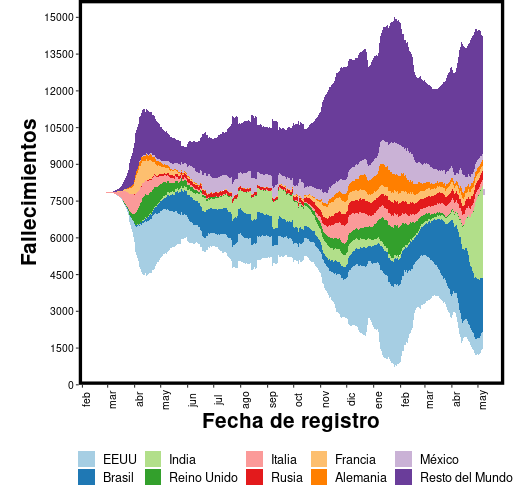 Fallecimientos
15000
13500
12000
10500
9000
7500
6000
4500
3000
1500
0
feb mar abr may jun jul ago sep oct nov dic ene feb mar abr may
Fecha de registro
EEUU India Italia Francia México
Brasil Reino Unido Rusia Alemania Resto del Mundo